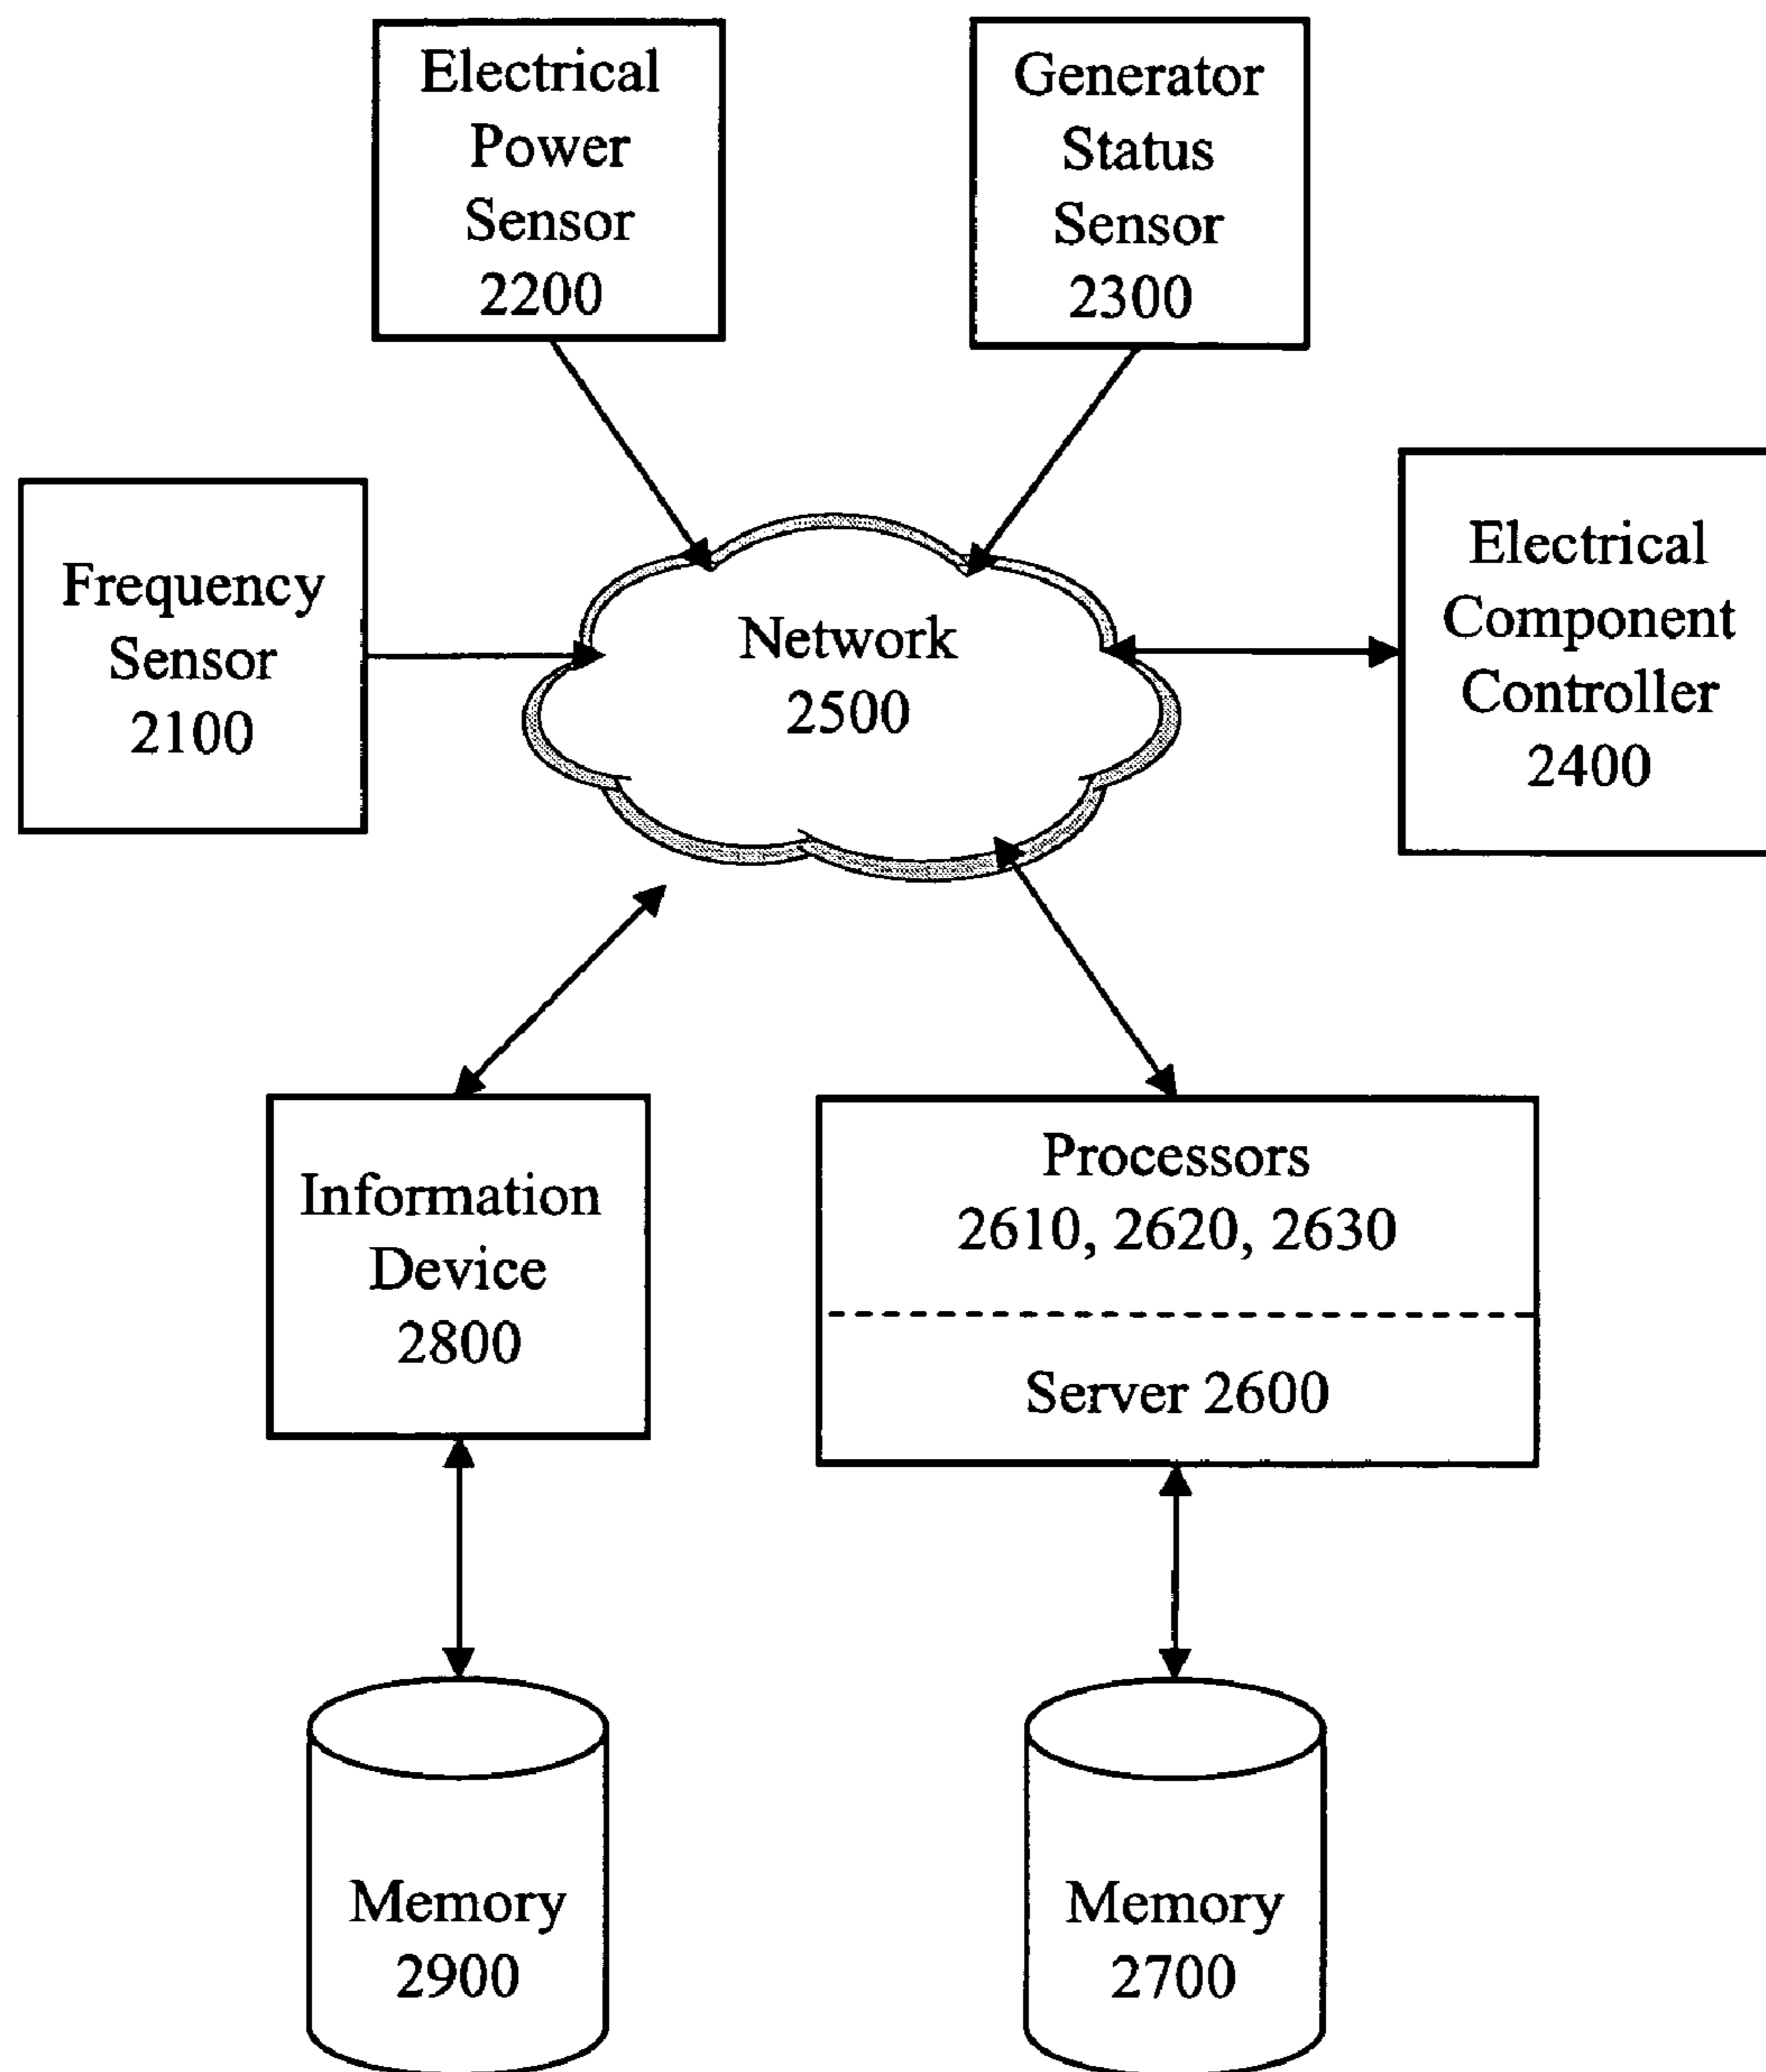 Electrical
Power
Sensor
2200
Generator
Status
Sensor
2300
Frequency
Sensor
2100
Network
2500
Electrical
Component
Controller
2400
Information
Device
2800
Processors
2610, 2620, 2630
Server 2600
Memory
2900
Memory
2700